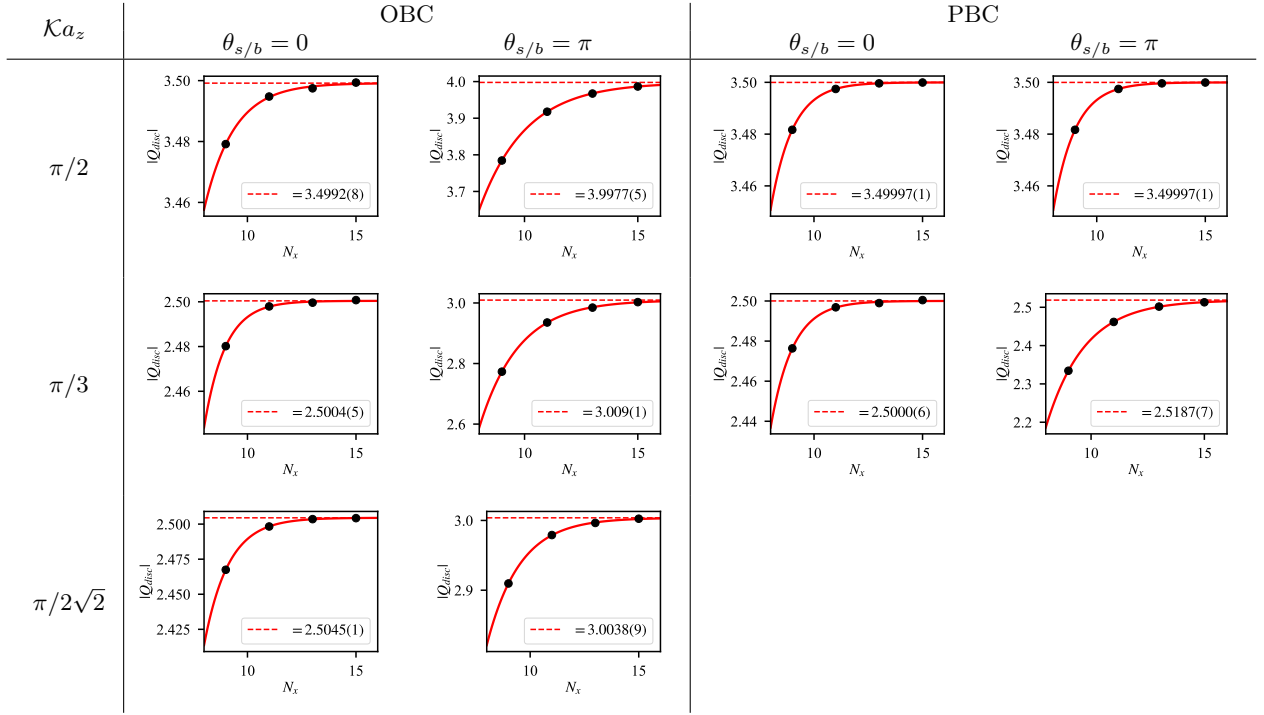 OBC PBC
𝒦a_z θ_{s/b} = 0 θ_{s/b} = π θ_{s/b} = 0 θ_{s/b} = π
π/2
3.50
3.48
3.46
|Q_{disc}|
=3.4992(8)
10 15
N_x
4.0
3.9
3.8
3.7
|Q_{disc}|
=3.9977(5)
10 15
N_x
3.50
3.48
3.46
|Q_{disc}|
=3.49997(1)
10 15
N_x
3.50
3.48
3.46
|Q_{disc}|
=3.49997(1)
10 15
N_x
π/3
2.50
2.48
2.46
|Q_{disc}|
=2.5004(5)
10 15
N_x
3.0
2.8
2.6
|Q_{disc}|
=3.009(1)
10 15
N_x
2.50
2.48
2.46
2.44
|Q_{disc}|
=2.5000(6)
10 15
N_x
2.5
2.4
2.3
2.2
|Q_{disc}|
=2.5187(7)
10 15
N_x
π/2√2
2.500
2.475
2.450
2.425
|Q_{disc}|
=2.5045(1)
10 15
N_x
3.0
2.9
|Q_{disc}|
=3.0038(9)
10 15
N_x